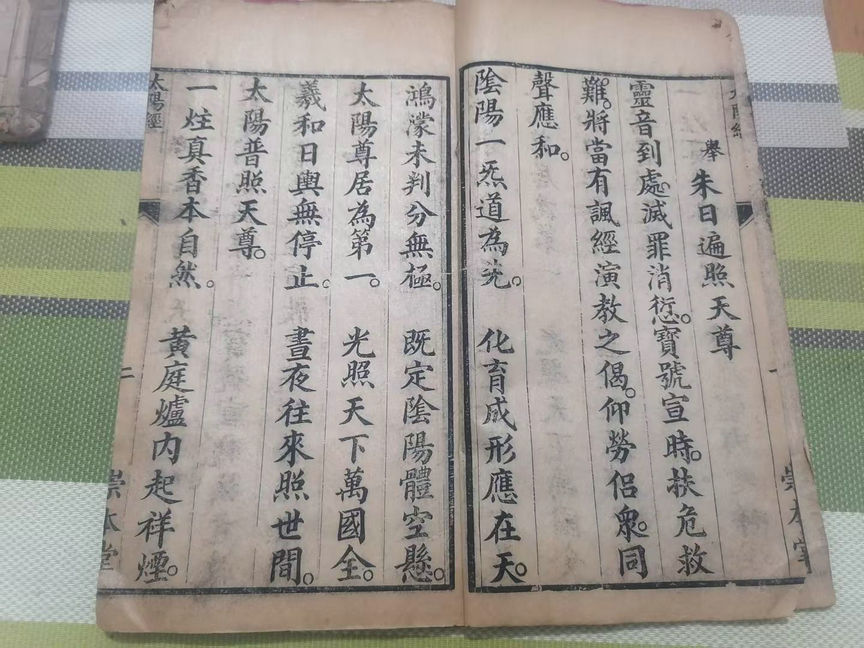 太陽經 一 崇本堂
舉 朱日遍照天尊
靈音到處滅罪消愆。寶號宣時。扶危救
難。將當有諷經演教之偈。仰勞侶衆。同
聲應和。
隂陽一炁道為先。 化育成形應在天。
鴻濛未判分無極。 既定隂陽體空懸。
太陽尊居為第一。 光照天下萬國全。
羲和日輿無停止。 晝夜往來照世間。
太陽普照天尊。
一炷真香本自然。 黃庭爐內起祥煙。
太陽經 二 崇本堂